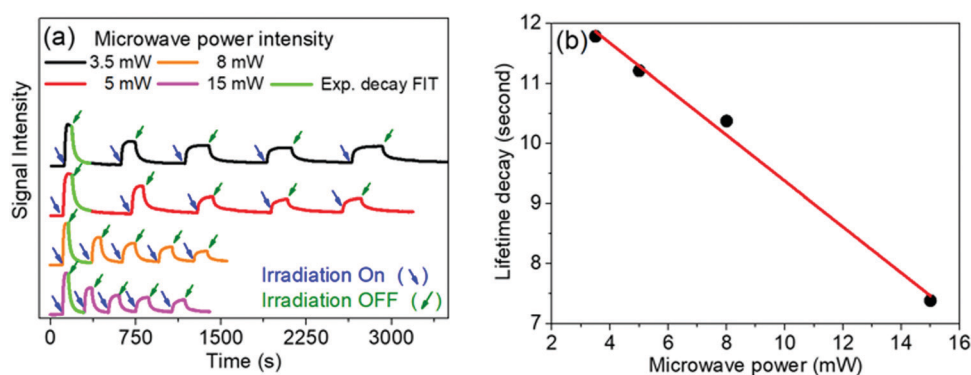 (a) Microwave power intensity
3.5 mW 8 mW
5 mW 15 mW Exp. decay FIT
Signal Intensity
Irradiation On (↘)
Irradiation OFF (↙)
0 750 1500 2250 3000
Time (s)
(b)
12
11
10
9
8
7
Lifetime decay (second)
2 4 6 8 10 12 14 16
Microwave power (mW)